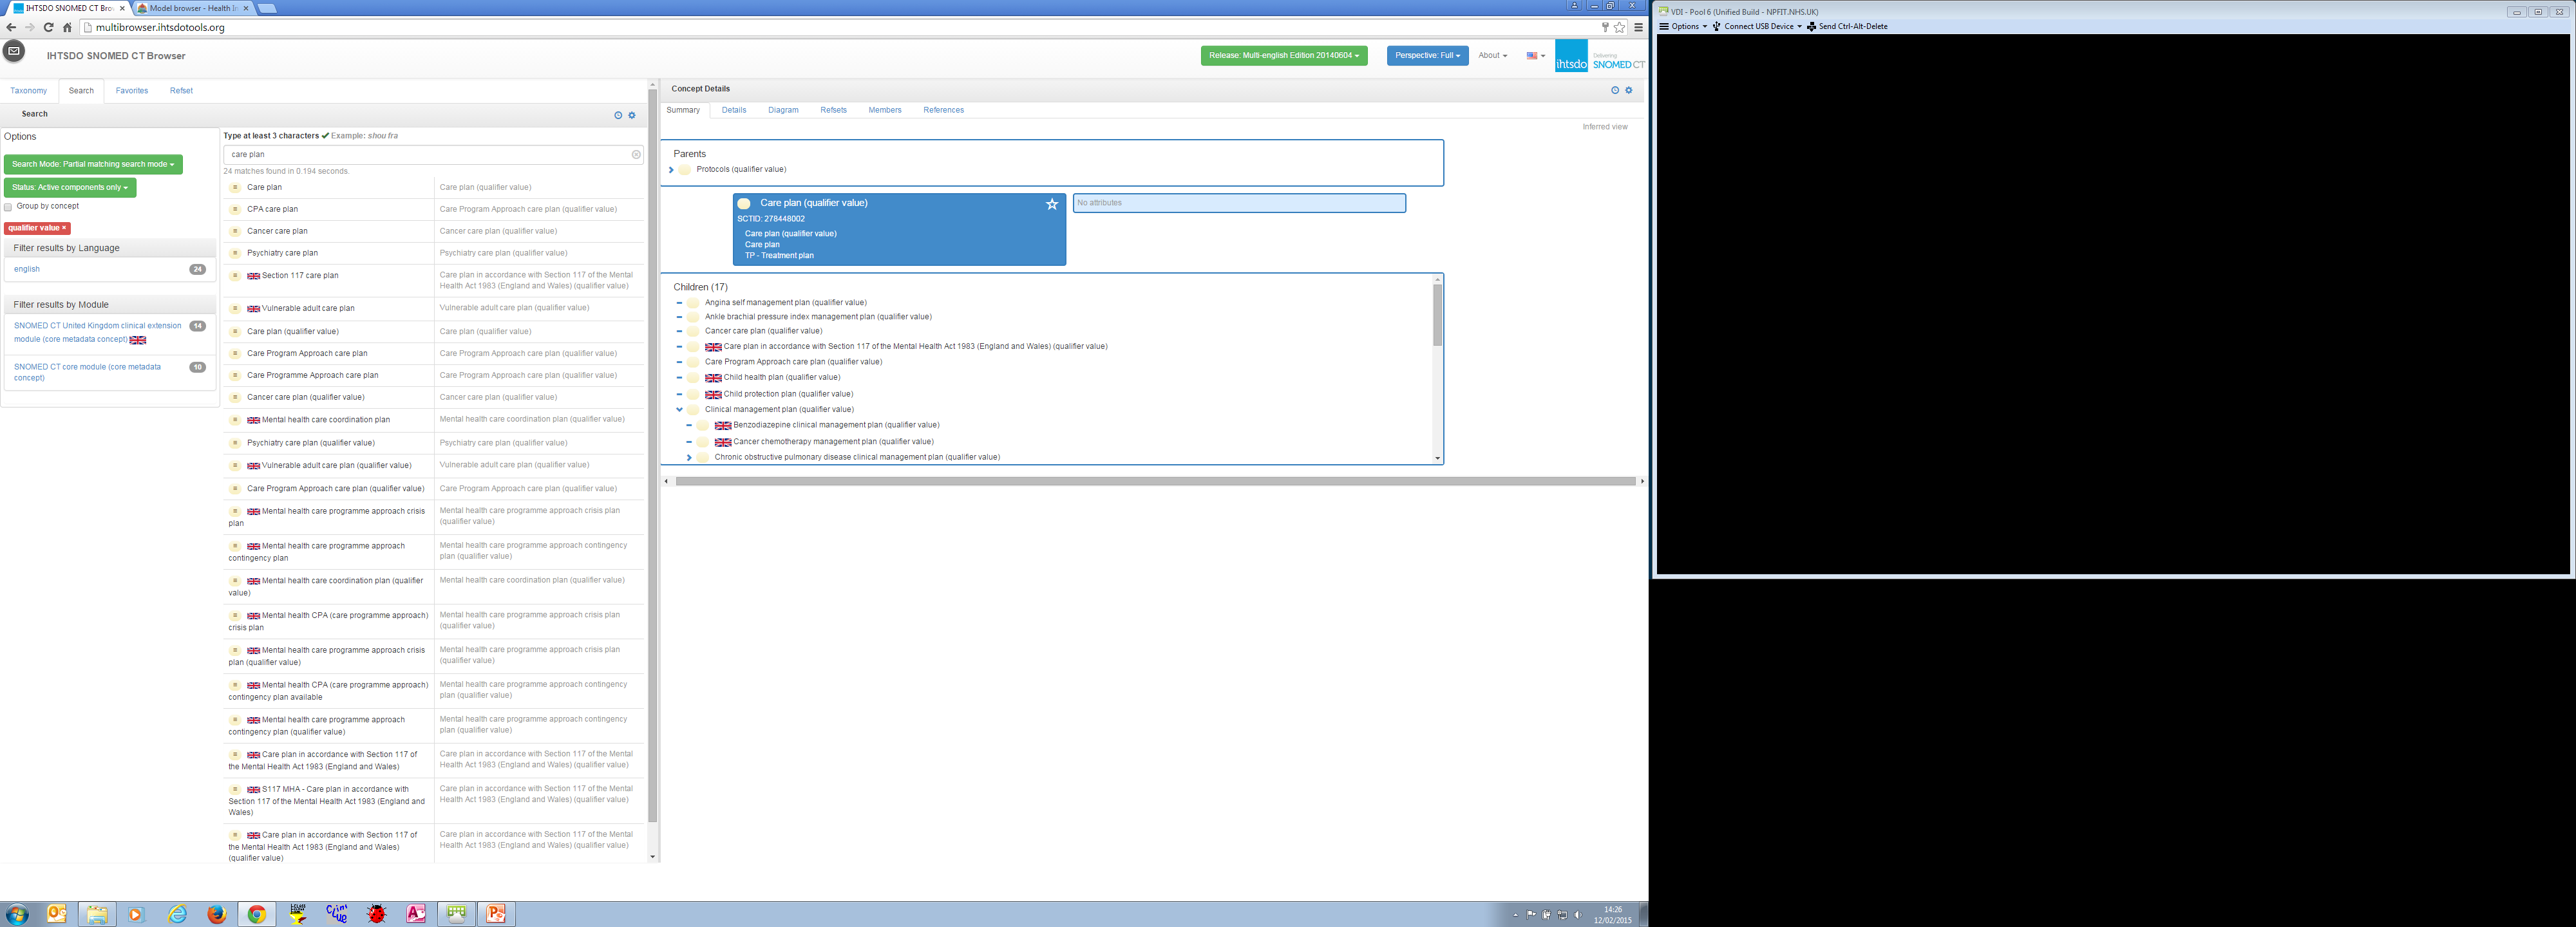 IHTSDO SNOMED CT Brow
Model browser - Health In
multibrowser.ihtsdotools.org
IHTSDO SNOMED CT Browser
Release: Multi-english Edition 20140604
Perspective: Full
About
ihtsdo
Delivering
SNOMED CT
Taxonomy
Search
Favorites
Refset
Search
Options
Search Mode: Partial matching search mode
Status: Active components only
Group by concept
qualifier value ×
Filter results by Language
english 24
Filter results by Module
SNOMED CT United Kingdom clinical extension 14
module (core metadata concept)
SNOMED CT core module (core metadata 10
concept)
Type at least 3 characters ✔ Example: shou fra
care plan
24 matches found in 0.194 seconds.
Care plan
Care plan (qualifier value)
CPA care plan
Care Program Approach care plan (qualifier value)
Cancer care plan
Cancer care plan (qualifier value)
Psychiatry care plan
Psychiatry care plan (qualifier value)
Section 117 care plan
Care plan in accordance with Section 117 of the Mental
Health Act 1983 (England and Wales) (qualifier value)
Vulnerable adult care plan
Vulnerable adult care plan (qualifier value)
Care plan (qualifier value)
Care plan (qualifier value)
Care Program Approach care plan
Care Program Approach care plan (qualifier value)
Care Programme Approach care plan
Care Program Approach care plan (qualifier value)
Cancer care plan (qualifier value)
Cancer care plan (qualifier value)
Mental health care coordination plan
Mental health care coordination plan (qualifier value)
Psychiatry care plan (qualifier value)
Psychiatry care plan (qualifier value)
Vulnerable adult care plan (qualifier value)
Vulnerable adult care plan (qualifier value)
Care Program Approach care plan (qualifier value)
Care Program Approach care plan (qualifier value)
Mental health care programme approach crisis
plan
Mental health care programme approach crisis plan
(qualifier value)
Mental health care programme approach
contingency plan
Mental health care programme approach contingency
plan (qualifier value)
Mental health care coordination plan (qualifier
value)
Mental health care coordination plan (qualifier value)
Mental health CPA (care programme approach)
crisis plan
Mental health care programme approach crisis plan
(qualifier value)
Mental health care programme approach crisis
plan (qualifier value)
Mental health care programme approach crisis plan
(qualifier value)
Mental health CPA (care programme approach)
contingency plan available
Mental health care programme approach contingency
plan (qualifier value)
Mental health care programme approach
contingency plan (qualifier value)
Mental health care programme approach contingency
plan (qualifier value)
Care plan in accordance with Section 117 of
the Mental Health Act 1983 (England and Wales)
Care plan in accordance with Section 117 of the Mental
Health Act 1983 (England and Wales) (qualifier value)
S117 MHA - Care plan in accordance with
Section 117 of the Mental Health Act 1983 (England and
Wales)
Care plan in accordance with Section 117 of the Mental
Health Act 1983 (England and Wales) (qualifier value)
Care plan in accordance with Section 117 of
the Mental Health Act 1983 (England and Wales)
(qualifier value)
Care plan in accordance with Section 117 of the Mental
Health Act 1983 (England and Wales) (qualifier value)
Concept Details
Summary
Details
Diagram
Refsets
Members
References
Inferred view
Parents
Protocols (qualifier value)
Care plan (qualifier value)
SCTID: 278448002
Care plan (qualifier value)
Care plan
TP - Treatment plan
No attributes
Children (17)
Angina self management plan (qualifier value)
Ankle brachial pressure index management plan (qualifier value)
Cancer care plan (qualifier value)
Care plan in accordance with Section 117 of the Mental Health Act 1983 (England and Wales) (qualifier value)
Care Program Approach care plan (qualifier value)
Child health plan (qualifier value)
Child protection plan (qualifier value)
Clinical management plan (qualifier value)
Benzodiazepine clinical management plan (qualifier value)
Cancer chemotherapy management plan (qualifier value)
Chronic obstructive pulmonary disease clinical management plan (qualifier value)
VDI - Pool 6 (Unified Build - NPFIT.NHS.UK)
Options
Connect USB Device
Send Ctrl-Alt-Delete
Clini
Clue
14:26
12/02/2015